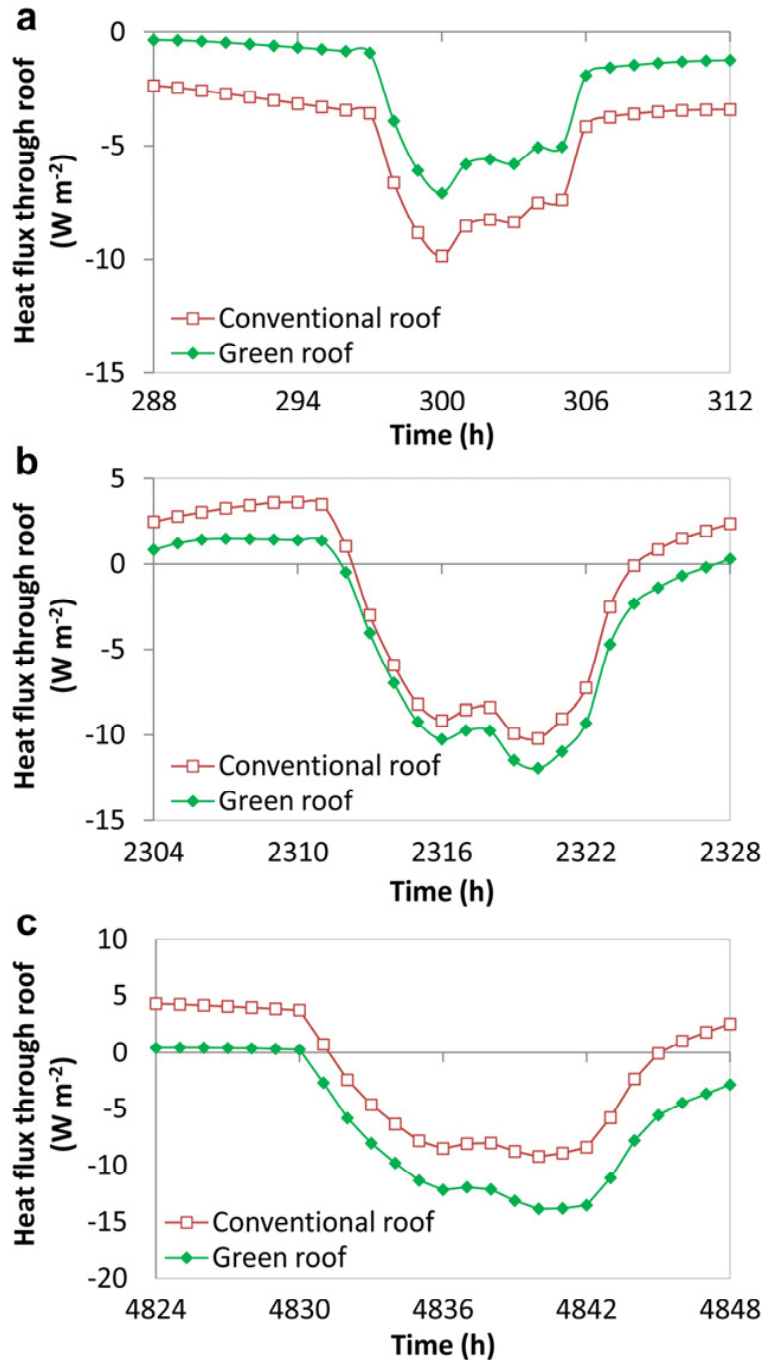 a
Heat flux through roof
(W m⁻²)
0
-5
-10
-15
Conventional roof
Green roof
288
294
300
306
312
Time (h)
b
Heat flux through roof
(W m⁻²)
5
0
-5
-10
-15
Conventional roof
Green roof
2304
2310
2316
2322
2328
Time (h)
c
Heat flux through roof
(W m⁻²)
10
5
0
-5
-10
-15
-20
Conventional roof
Green roof
4824
4830
4836
4842
4848
Time (h)